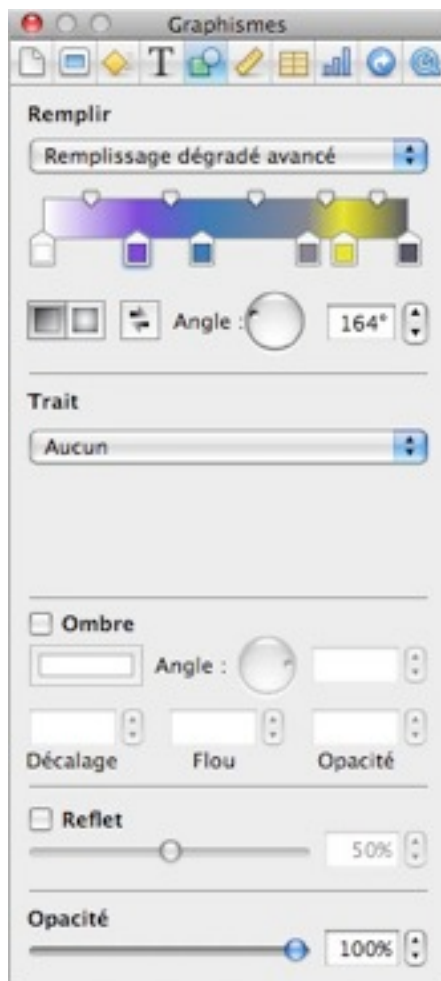 Graphismes
T
Remplir
Remplissage dégradé avancé
Angle : 164°
Trait
Aucun
Ombre
Angle :
Décalage Flou Opacité
Reflet
50%
Opacité
100%